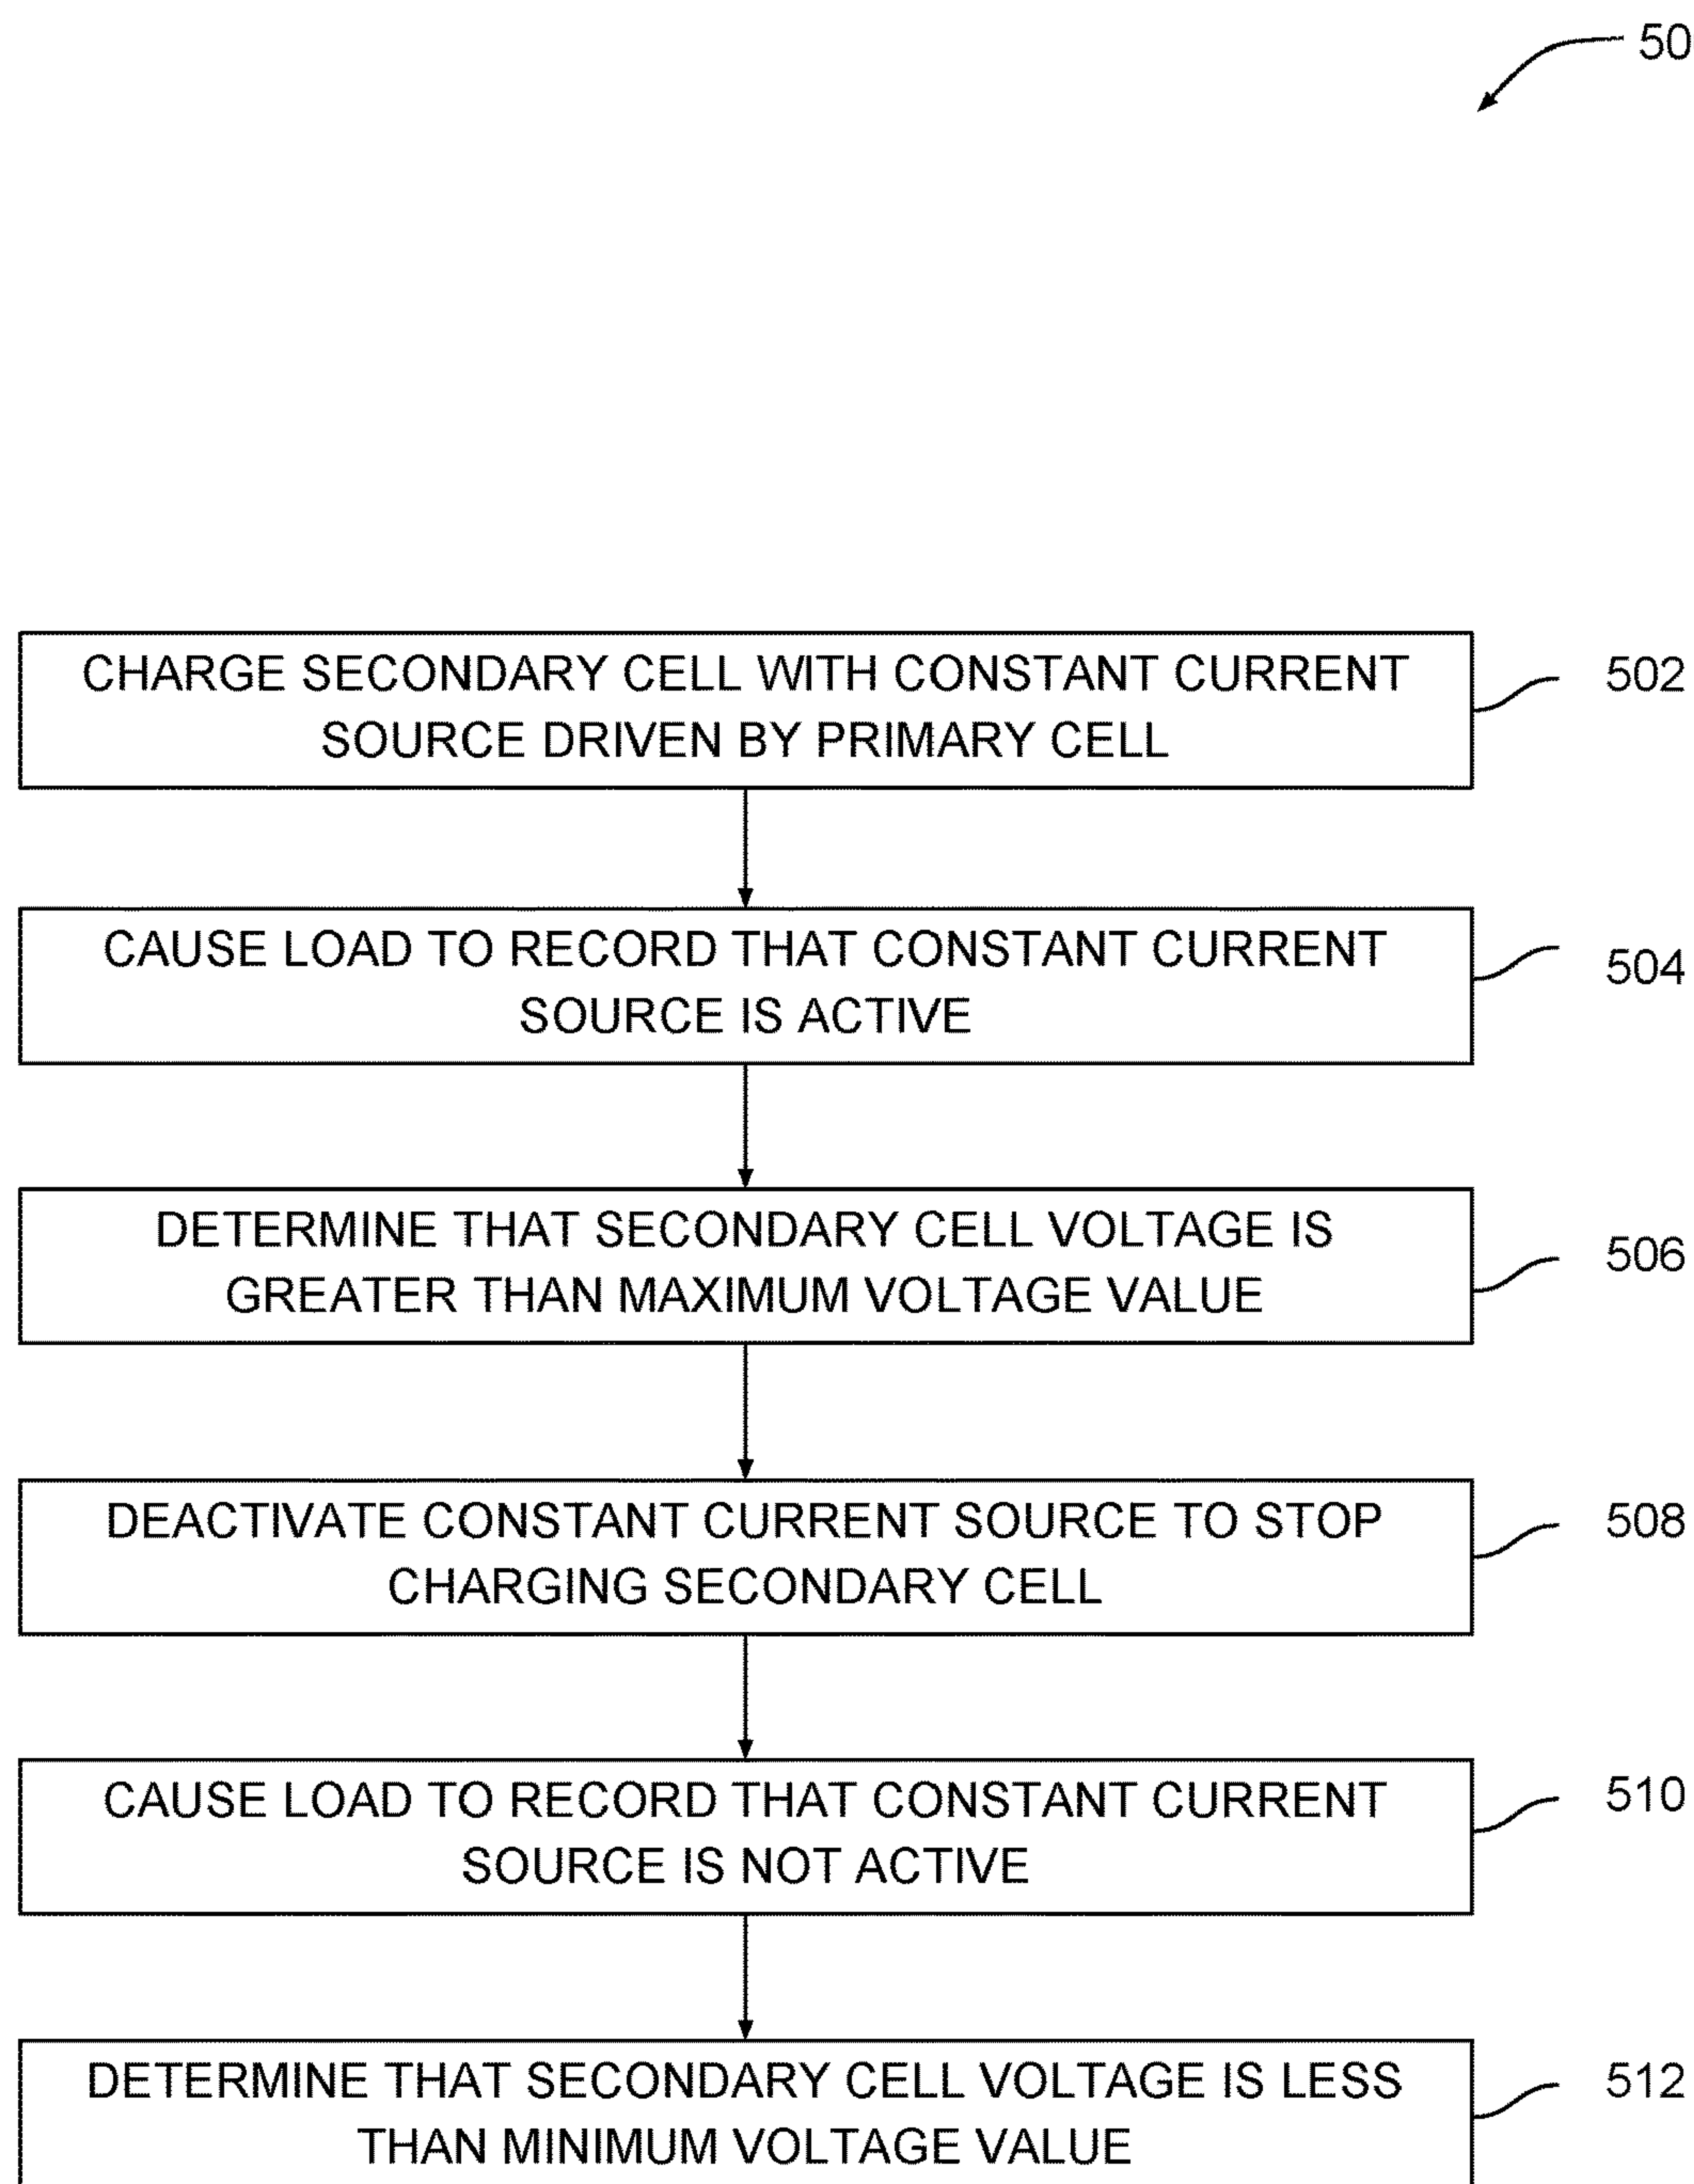 50
CHARGE SECONDARY CELL WITH CONSTANT CURRENT
SOURCE DRIVEN BY PRIMARY CELL
502
CAUSE LOAD TO RECORD THAT CONSTANT CURRENT
SOURCE IS ACTIVE
504
DETERMINE THAT SECONDARY CELL VOLTAGE IS
GREATER THAN MAXIMUM VOLTAGE VALUE
506
DEACTIVATE CONSTANT CURRENT SOURCE TO STOP
CHARGING SECONDARY CELL
508
CAUSE LOAD TO RECORD THAT CONSTANT CURRENT
SOURCE IS NOT ACTIVE
510
DETERMINE THAT SECONDARY CELL VOLTAGE IS LESS
THAN MINIMUM VOLTAGE VALUE
512